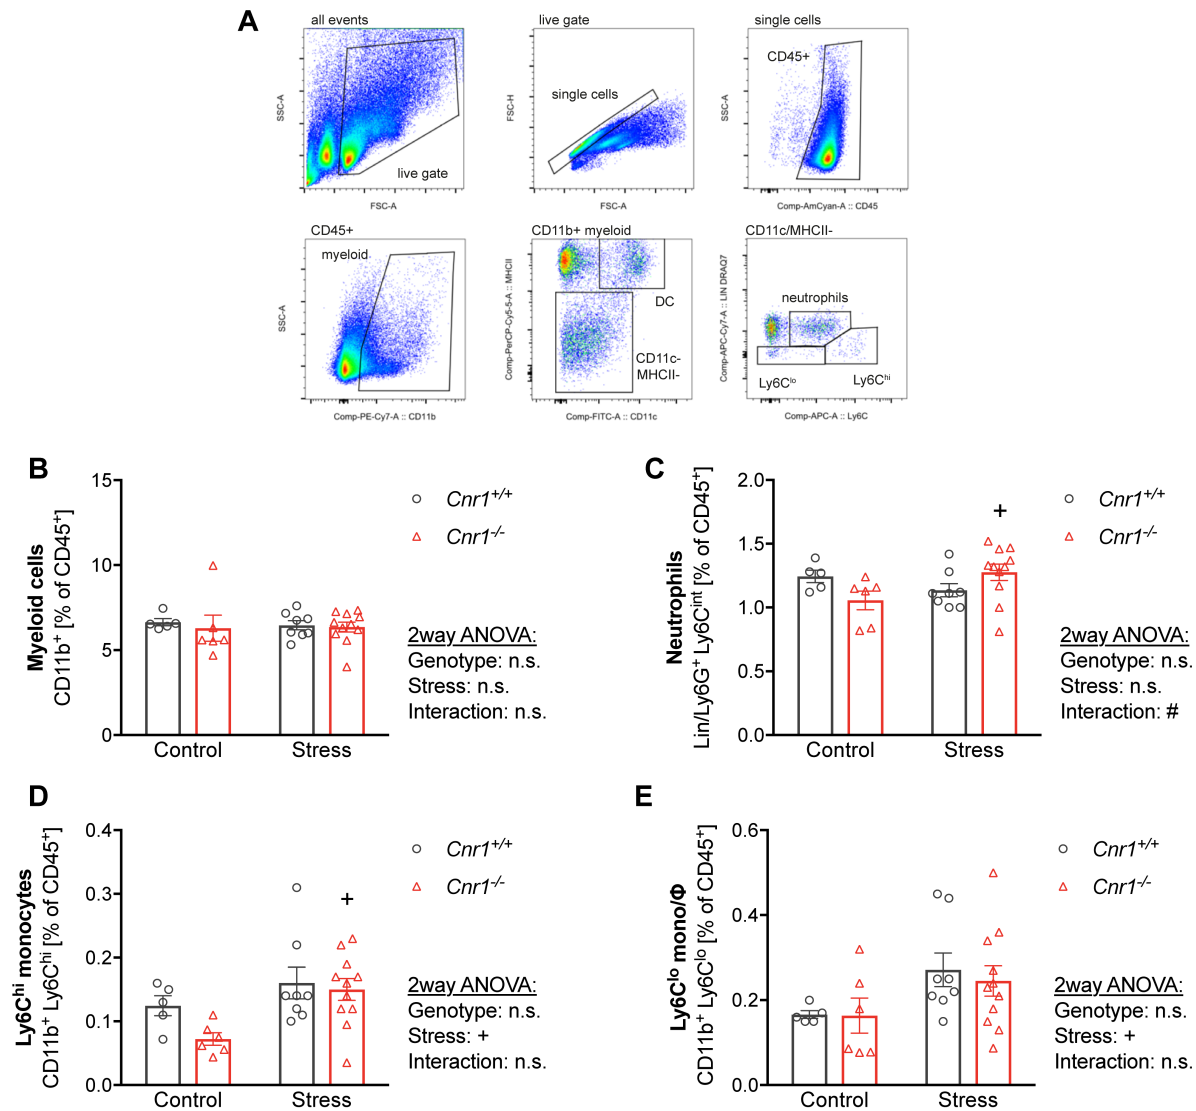 A
all events
SSC-A
live gate
FSC-A
live gate
FSC-H
single cells
FSC-A
single cells
SSC-A
CD45+
Comp-AmCyan-A :: CD45
CD45+
SSC-A
myeloid
Comp-PE-Cy7-A :: CD11b
CD11b+ myeloid
Comp-PerCP-Cy5-5-A :: MHCII
DC
CD11c-
MHCII-
Comp-FITC-A :: CD11c
CD11c/MHCII-
Comp-APC-Cy7-A :: LIN DRAQ7
neutrophils
Ly6Clo
Ly6Chi
Comp-APC-A :: Ly6C
B
Myeloid cells
CD11b+ [% of CD45+]
15
10
5
0
Control
Stress
Cnr1+/+
Cnr1-/-
2way ANOVA:
Genotype: n.s.
Stress: n.s.
Interaction: n.s.
C
Neutrophils
Lin/Ly6G+ Ly6Cint [% of CD45+]
2.0
1.5
1.0
0.5
0.0
+
Control
Stress
Cnr1+/+
Cnr1-/-
2way ANOVA:
Genotype: n.s.
Stress: n.s.
Interaction: #
D
Ly6Chi monocytes
CD11b+ Ly6Chi [% of CD45+]
0.4
0.3
0.2
0.1
0.0
+
Control
Stress
Cnr1+/+
Cnr1-/-
2way ANOVA:
Genotype: n.s.
Stress: +
Interaction: n.s.
E
Ly6Clo mono/Φ
CD11b+ Ly6Clo [% of CD45+]
0.6
0.4
0.2
0.0
Control
Stress
Cnr1+/+
Cnr1-/-
2way ANOVA:
Genotype: n.s.
Stress: +
Interaction: n.s.